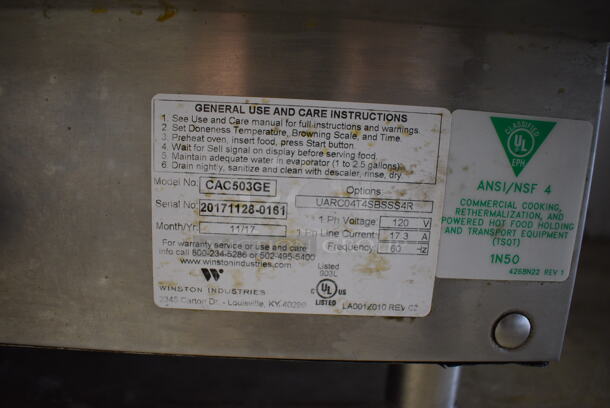 GENERAL USE AND CARE INSTRUCTIONS
1. See Use and Care manual for full instructions and warnings.
2. Set Doneness Temperature, Browning Scale, and Time.
3. Preheat oven, insert food, press Start button.
4. Wait for Sell signal on display before serving food.
5. Maintain adequate water in evaporator (1 to 2.5 gallons).
6. Drain nightly, sanitize and clean with descaler, rinse, dry.
Model No. CAC503GE Options
Serial No. 20171128-0161 UARC04T4SBSSS4R
Month/Yr. 11/17 1 Ph Voltage: 120 V
1 Ph Line Current: 17.3 A
For warranty service or use and care Frequency: 60 Hz
info call 800-234-5286 or 502-495-5400
www.winstonindustries.com
Listed
903L
WINSTON INDUSTRIES
C UL US
LISTED
2345 Carton Dr. - Louisville, KY 40299
LA001Z010 REV 02
CLASSIFIED
UL
EPH
ANSI/NSF 4
COMMERCIAL COOKING,
RETHERMALIZATION, AND
POWERED HOT FOOD HOLDING
AND TRANSPORT EQUIPMENT
(TSQT)
1N50
426BN22 REV 1